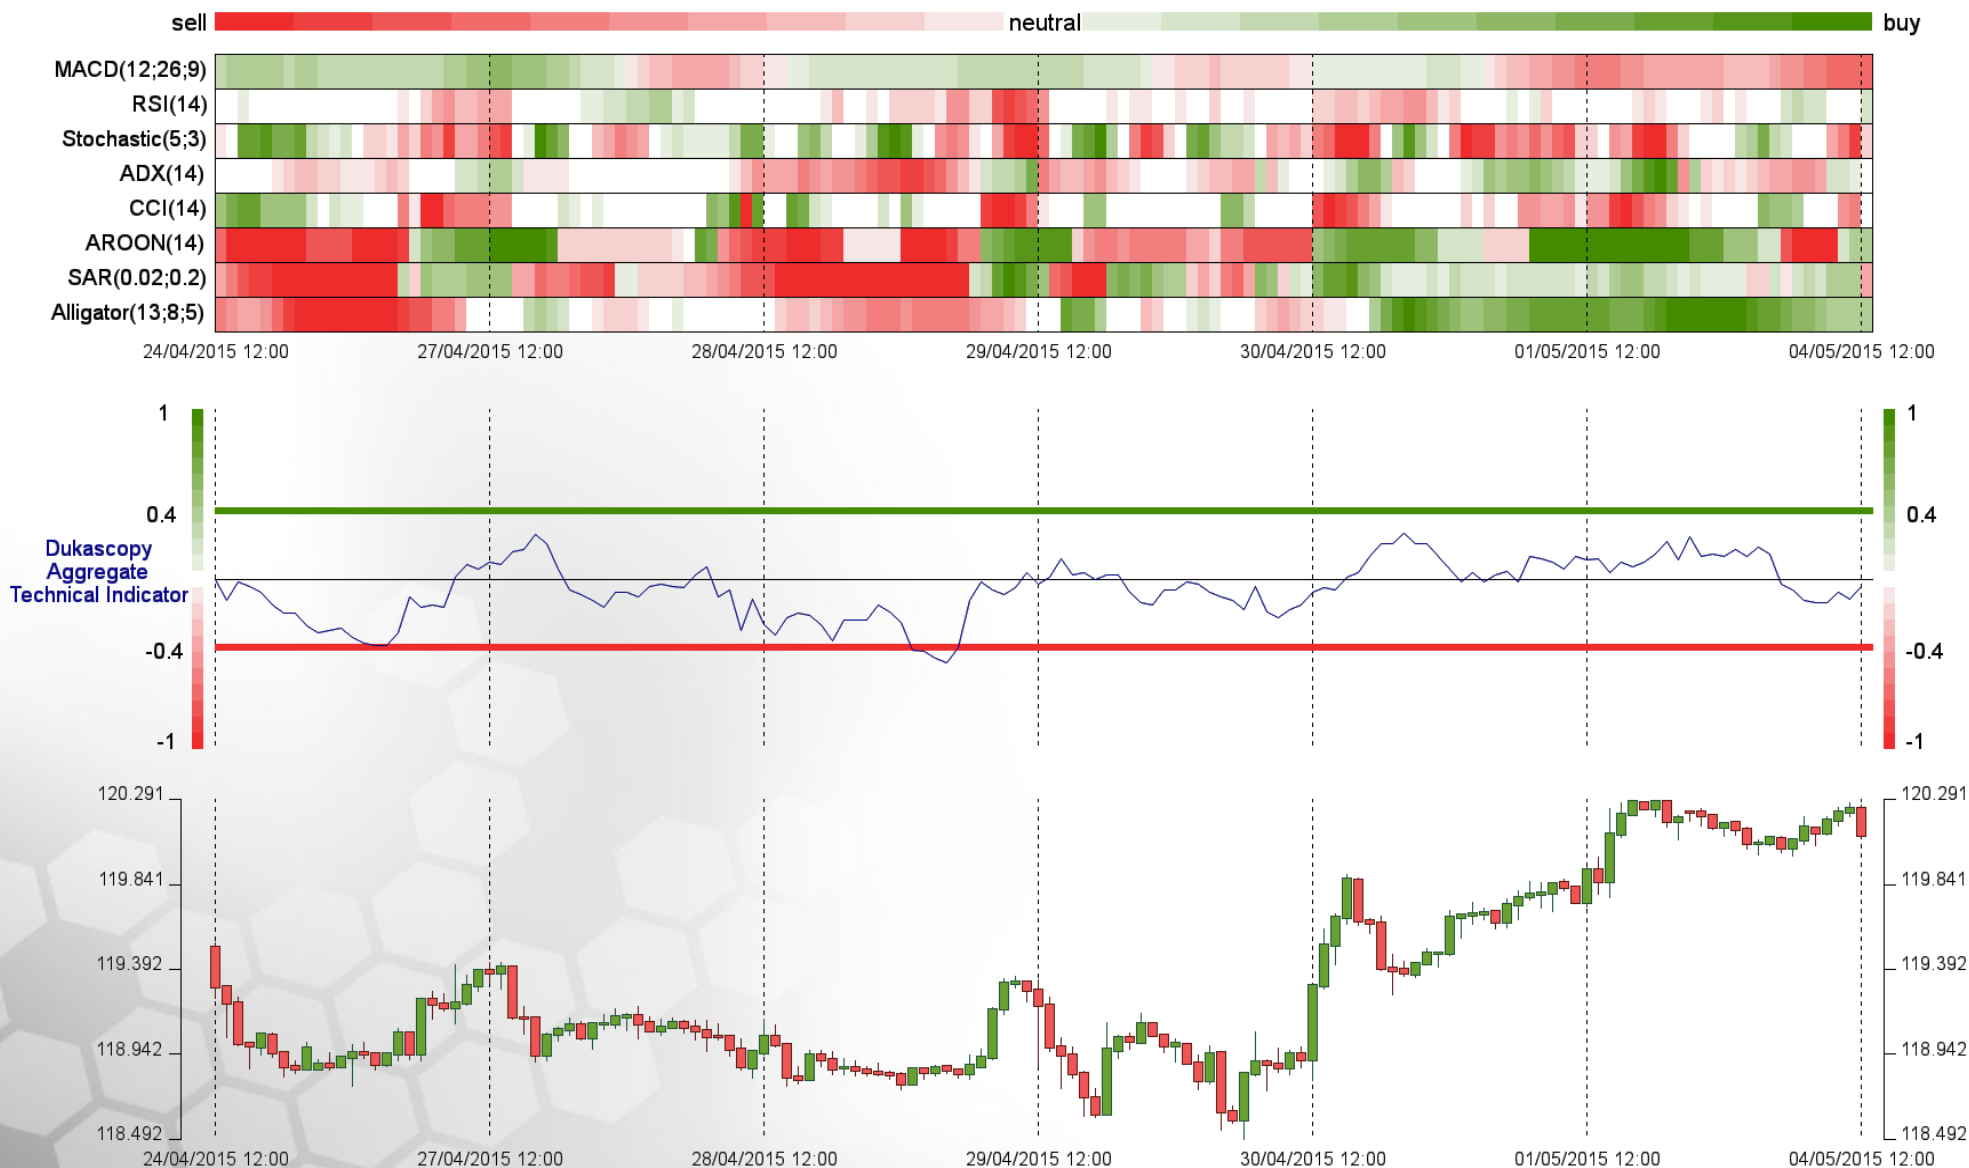 sell neutral buy
MACD(12;26;9)
RSI(14)
Stochastic(5;3)
ADX(14)
CCI(14)
AROON(14)
SAR(0.02;0.2)
Alligator(13;8;5)
24/04/2015 12:00 27/04/2015 12:00 28/04/2015 12:00 29/04/2015 12:00 30/04/2015 12:00 01/05/2015 12:00 04/05/2015 12:00
1 1
0.4 0.4
Dukascopy
Aggregate
Technical Indicator
-0.4 -0.4
-1 -1
120.291 120.291
119.841 119.841
119.392 119.392
118.942 118.942
118.492 118.492
24/04/2015 12:00 27/04/2015 12:00 28/04/2015 12:00 29/04/2015 12:00 30/04/2015 12:00 01/05/2015 12:00 04/05/2015 12:00